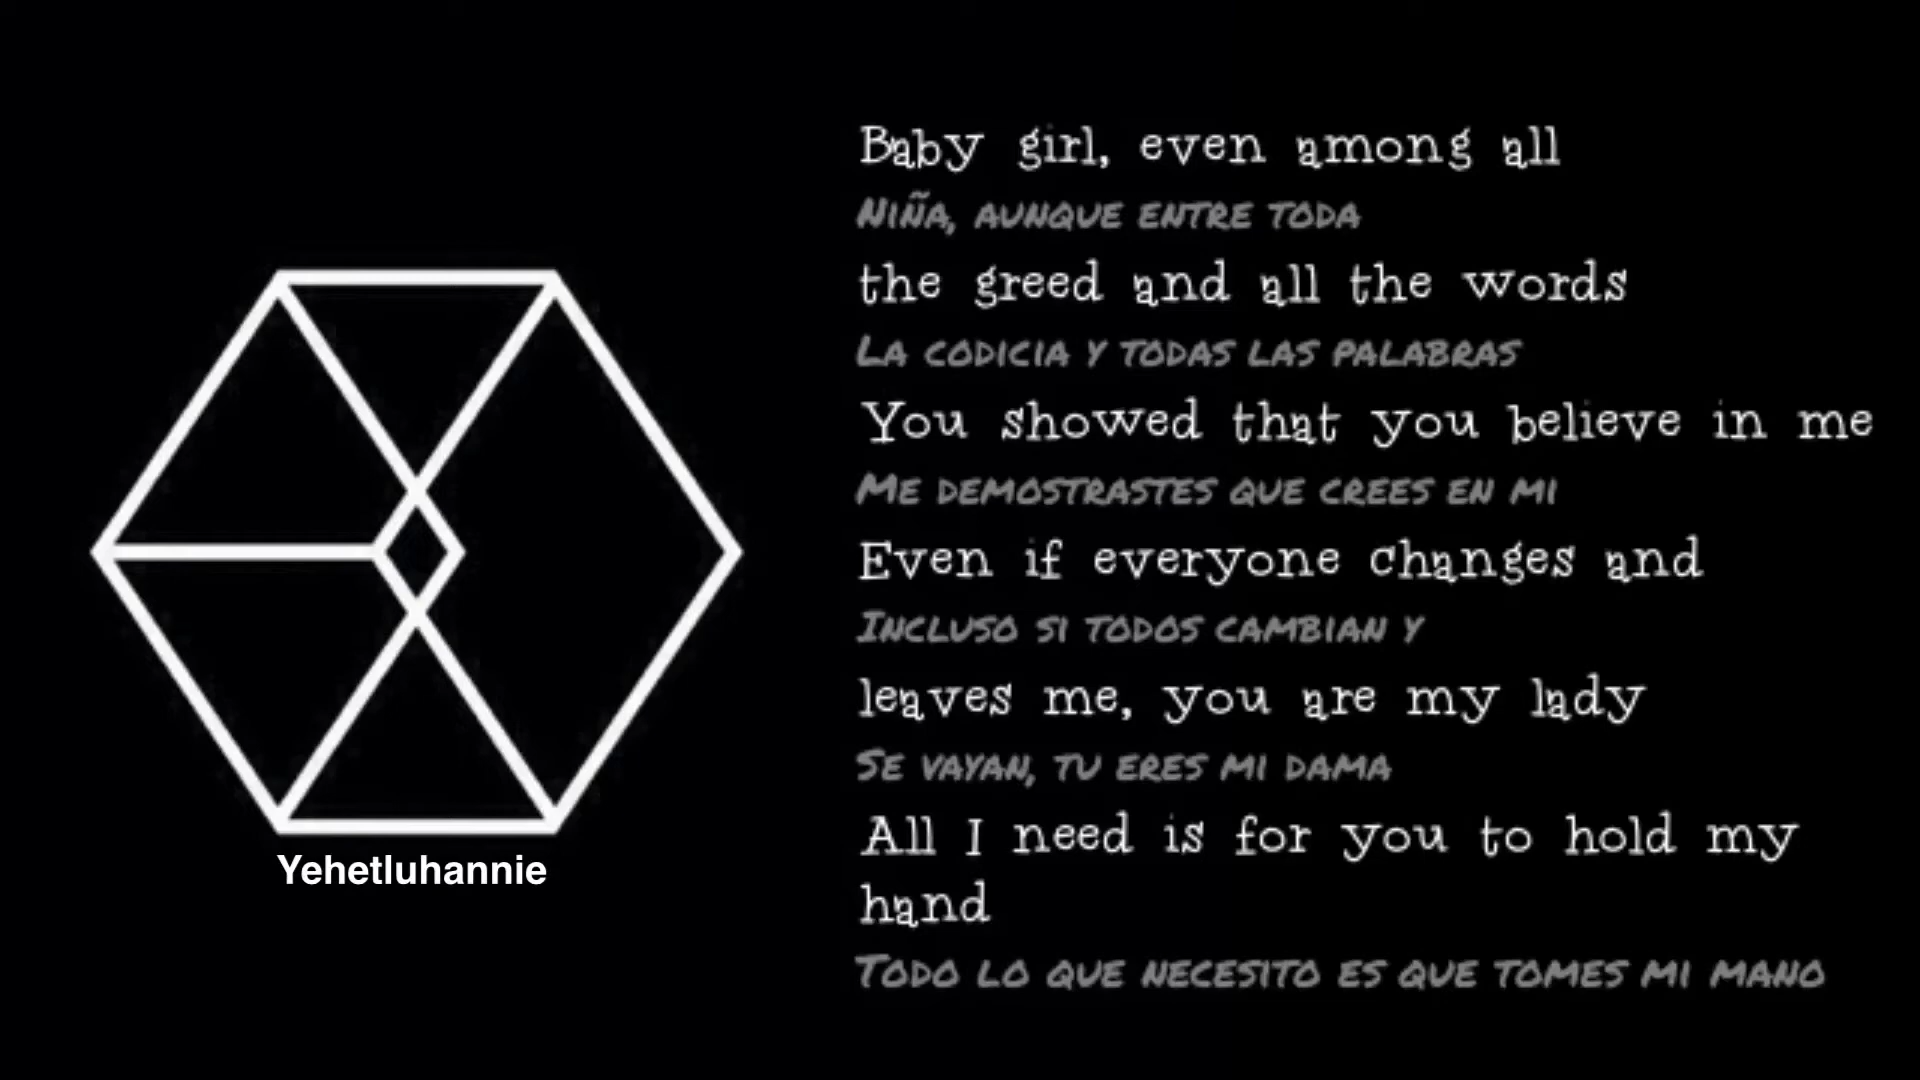 Baby girl, even among all
Niña, aunque entre toda
the greed and all the words
La codicia y todas las palabras
You showed that you believe in me
Me demostrastes que crees en mi
Even if everyone changes and
Incluso si todos cambian y
leaves me, you are my lady
Se vayan, tu eres mi dama
All I need is for you to hold my
hand
Todo lo que necesito es que tomes mi mano
Yehetluhannie